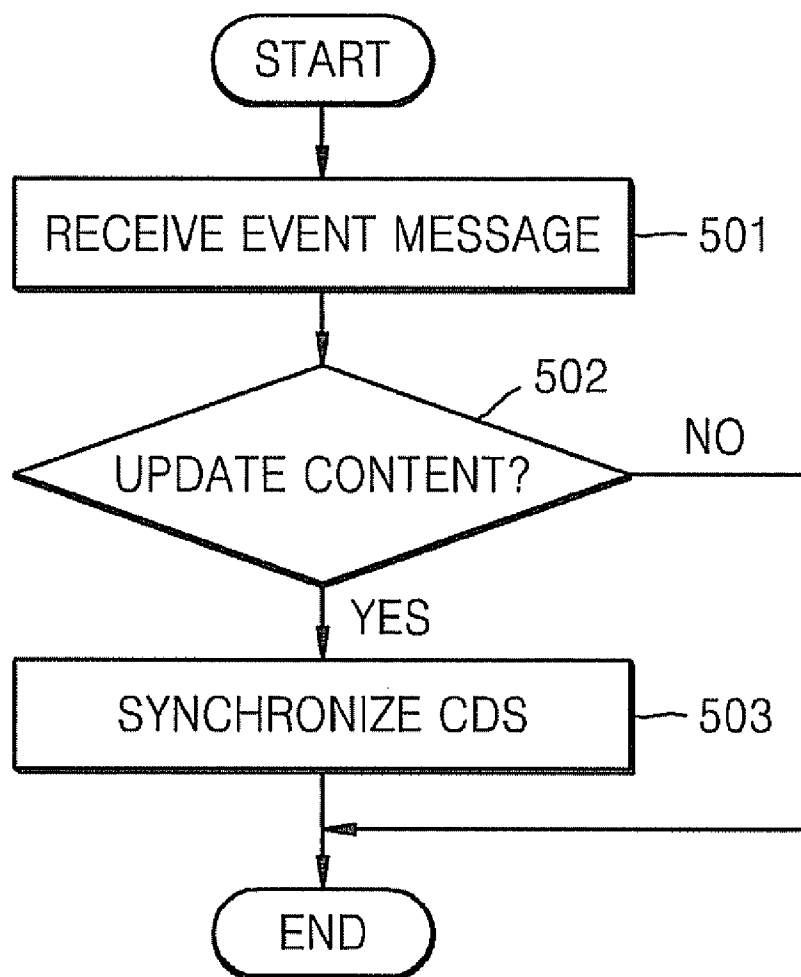 START
RECEIVE EVENT MESSAGE
501
502
UPDATE CONTENT?
NO
YES
SYNCHRONIZE CDS
503
END